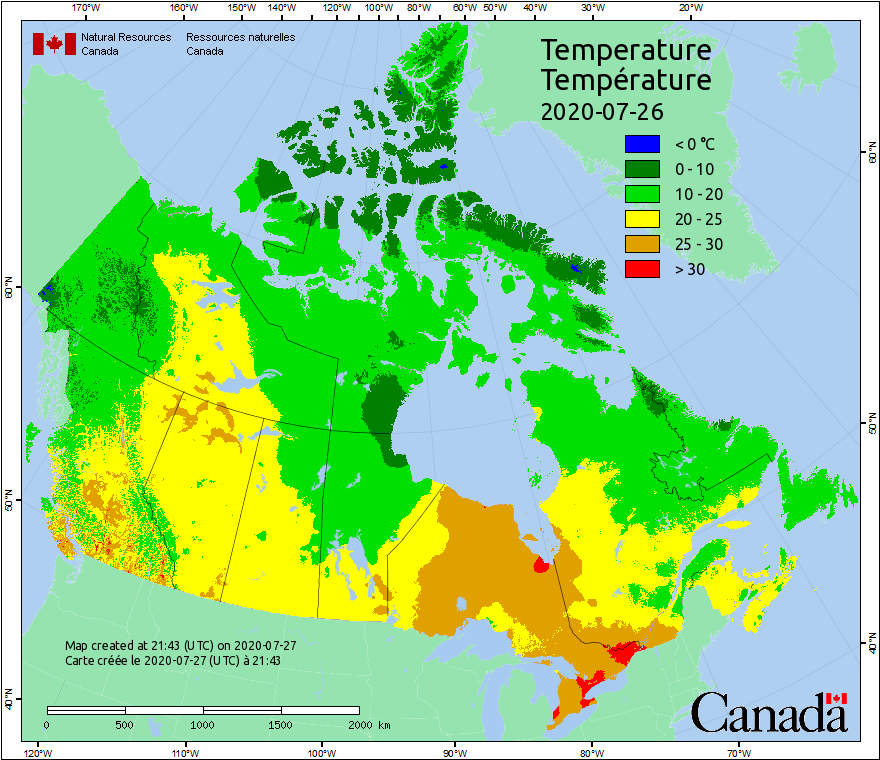 170°W 160°W 150°W 140°W 130°W 120°W 110°W 100°W 90°W 80°W 60°W 50°W 40°W 30°W 20°W
Natural Resources Canada
Ressources naturelles Canada
Temperature
Température
2020-07-26
< 0 °C
0 - 10
10 - 20
20 - 25
25 - 30
> 30
60°N
60°N
50°N
50°N
40°N
40°N
Map created at 21:43 (UTC) on 2020-07-27
Carte créée le 2020-07-27 (UTC) à 21:43
0 500 1000 1500 2000 km
Canada
120°W 110°W 100°W 90°W 80°W 70°W